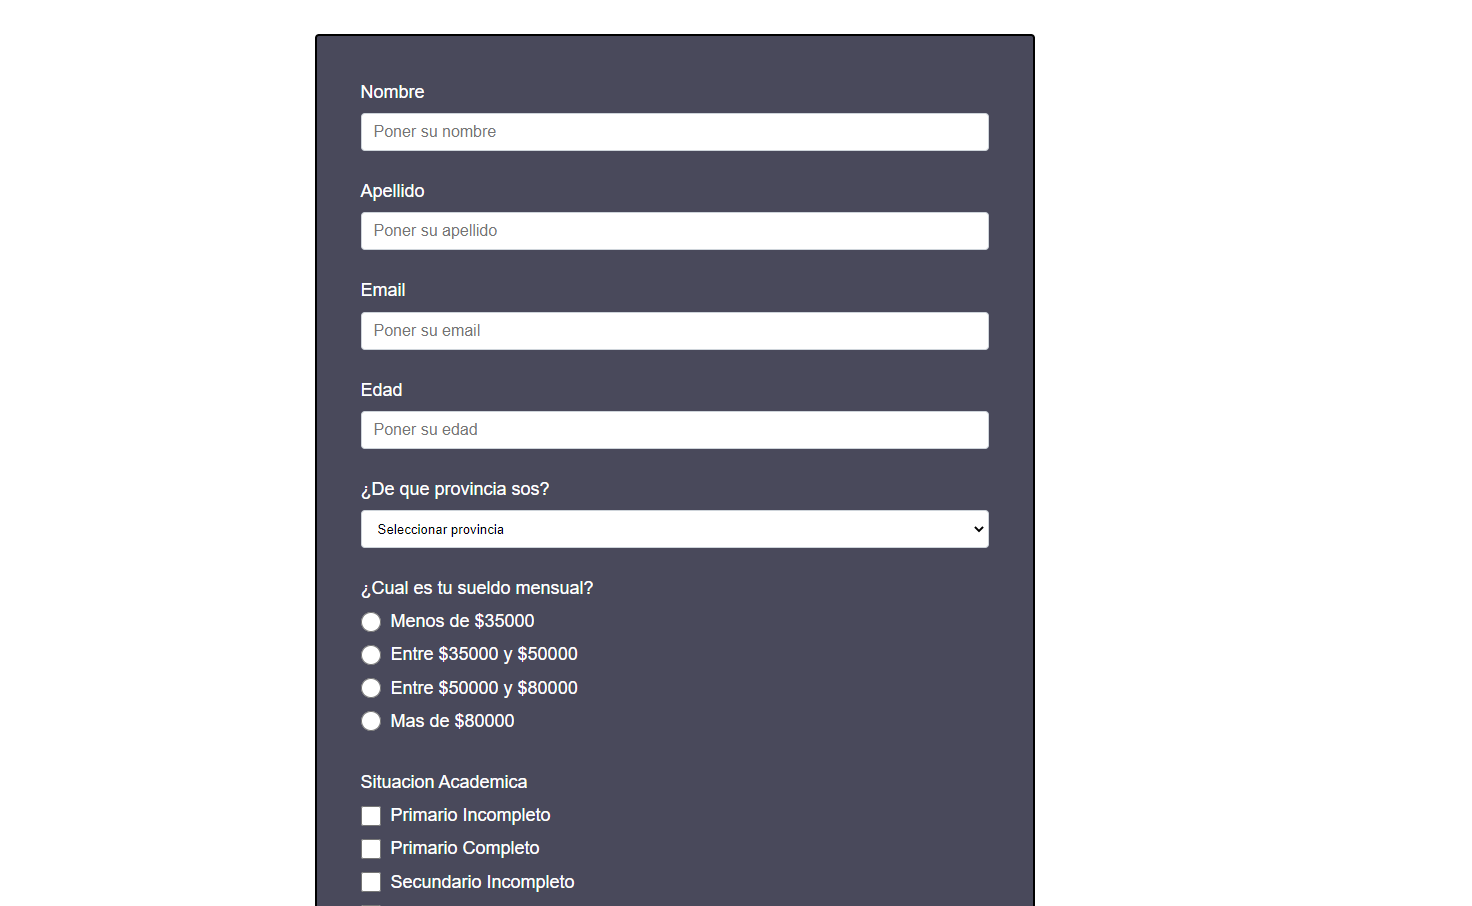 Nombre
Poner su nombre
Apellido
Poner su apellido
Email
Poner su email
Edad
Poner su edad
¿De que provincia sos?
Seleccionar provincia
¿Cual es tu sueldo mensual?
Menos de $35000
Entre $35000 y $50000
Entre $50000 y $80000
Mas de $80000
Situacion Academica
Primario Incompleto
Primario Completo
Secundario Incompleto